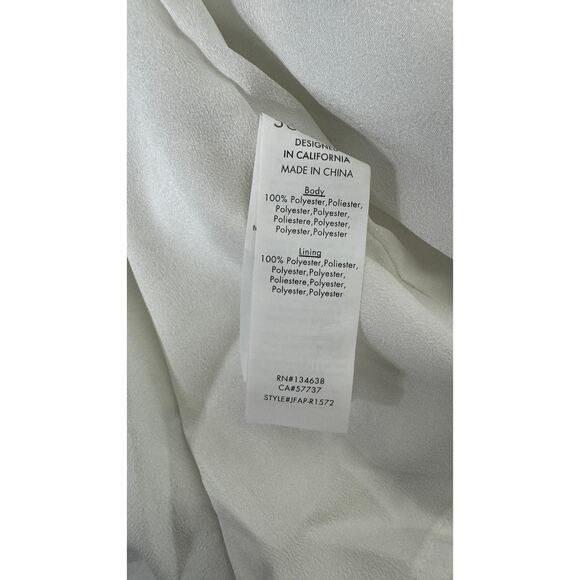 DESIGNED
IN CALIFORNIA
MADE IN CHINA
Body
100% Polyester,Poliester,
Polyester,Polyester,
Poliestere,Polyester,
Polyester,Polyester
Lining
100% Polyester,Poliester,
Polyester,Polyester,
Poliestere,Polyester,
Polyester,Polyester
RN#134638
CA#57737
STYLE#JFAP-R1572